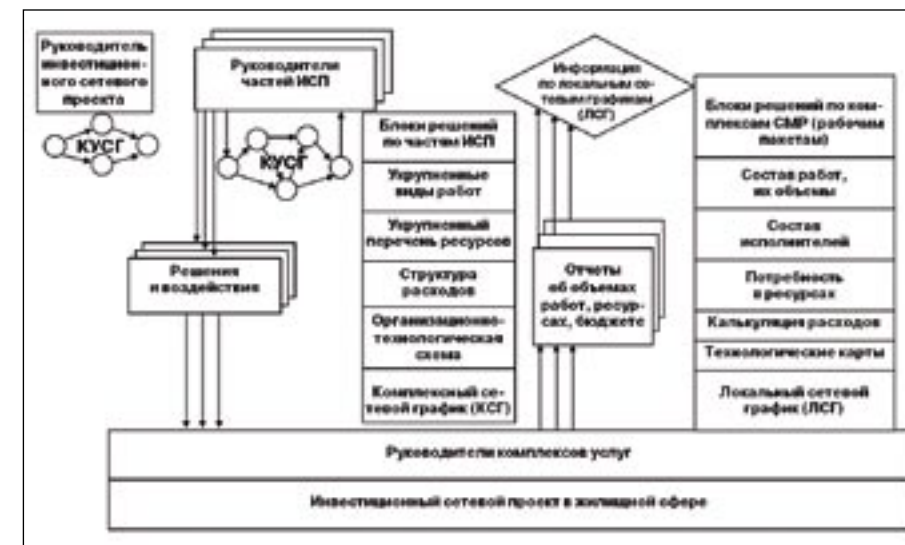 Руководитель
инвестицион-
ного сетевого
проекта
КУСГ
Руководители
частей ИСП
КУСГ
Решения
и воздействия
Блоки решений
по частям ИСП
Укрупненные
виды работ
Укрупненный
перечень ресурсов
Структура
расходов
Организационно-
технологическая
схема
Комплексный се-
тевой график (КСГ)
Информация
по локальным се-
тевым графикам
(ЛСГ)
Отчеты
об объемах
работ, ресур-
сах, бюджете
Блоки решений по ком-
плексам СМР (рабочим
пакетам)
Состав работ,
их объемы
Состав
исполнителей
Потребность
в ресурсах
Калькуляция расходов
Технологические карты
Локальный сетевой
график (ЛСГ)
Руководители комплексов услуг
Инвестиционный сетевой проект в жилищной сфере